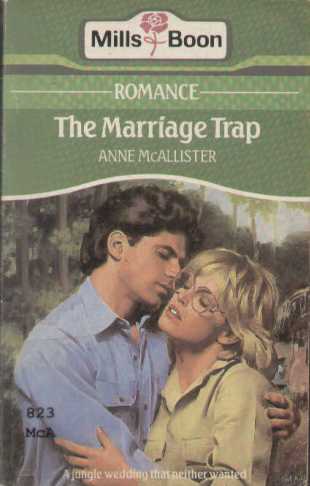 Mills & Boon
ROMANCE
The Marriage Trap
ANNE McALLISTER
823
McA
A jungle wedding that neither wanted